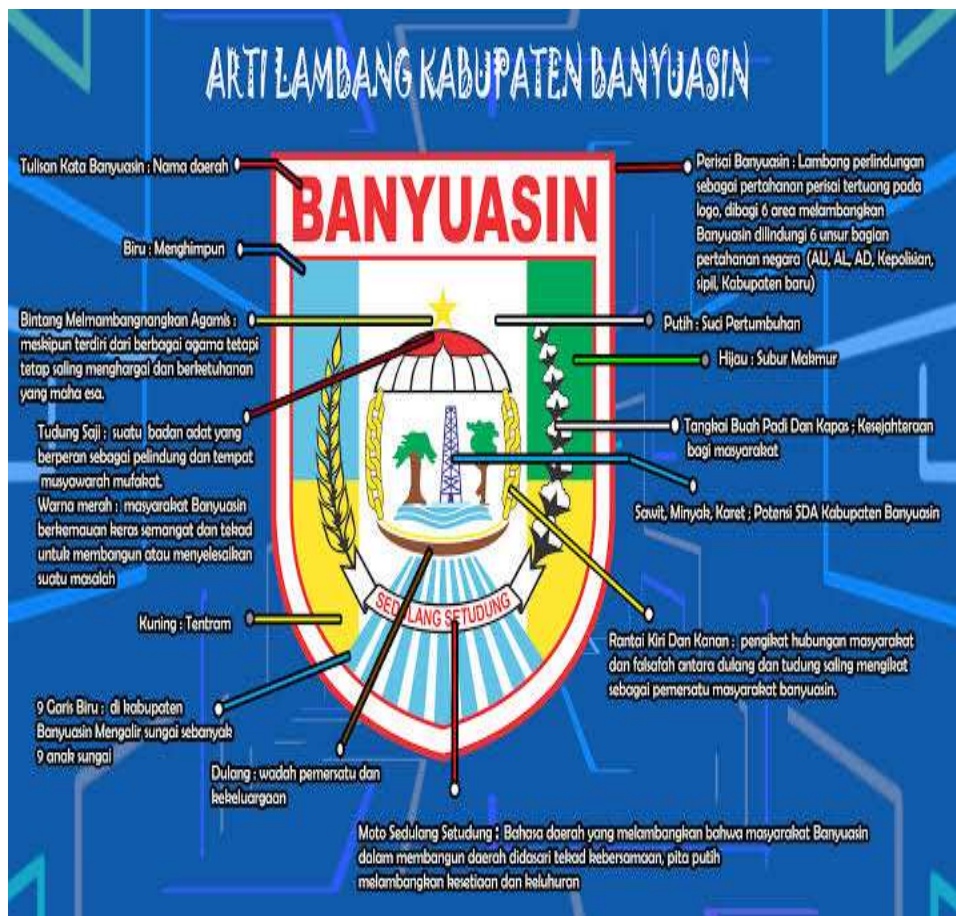 ARTI LAMBANG KABUPATEN BANYUASIN
Tulisan Kata Banyuasin : Nama daerah
Biru : Menghimpun
Bintang Melmambangnangkan Agamis :
meskipun terdiri dari berbagai agama tetapi
tetap saling menghargai dan berketuhanan
yang maha esa.
Tudung Saji : suatu badan adat yang
berperan sebagai pelindung dan tempat
musyawarah mufakat.
Warna merah : masyarakat Banyuasin
berkemauan keras semangat dan tekad
untuk membangun atau menyelesaikan
suatu masalah
Kuning : Tentram
9 Garis Biru : di kabupaten
Banyuasin Mengalir sungai sebanyak
9 anak sungai
Dulang : wadah pemersatu dan
kekeluargaan
BANYUASIN
SEDULANG SETUDUNG
Perisai Banyuasin : Lambang perlindungan
sebagai pertahanan perisai tertuang pada
logo, dibagi 6 area melambangkan
Banyuasin dilindungi 6 unsur bagian
pertahanan negara (AU, AL, AD, Kepolisian,
sipil, Kabupaten baru)
Putih : Suci Pertumbuhan
Hijau : Subur Makmur
Tangkai Buah Padi Dan Kapas ; Kesejahteraan
bagi masyarakat
Sawit, Minyak, Karet ; Potensi SDA Kabupaten Banyuasin
Rantai Kiri Dan Kanan : pengikat hubungan masyarakat
dan falsafah antara dulang dan tudung saling mengikat
sebagai pemersatu masyarakat banyuasin.
Moto Sedulang Setudung : Bahasa daerah yang melambangkan bahwa masyarakat Banyuasin
dalam membangun daerah didasari tekad kebersamaan, pita putih
melambangkan kesetiaan dan keluhuran